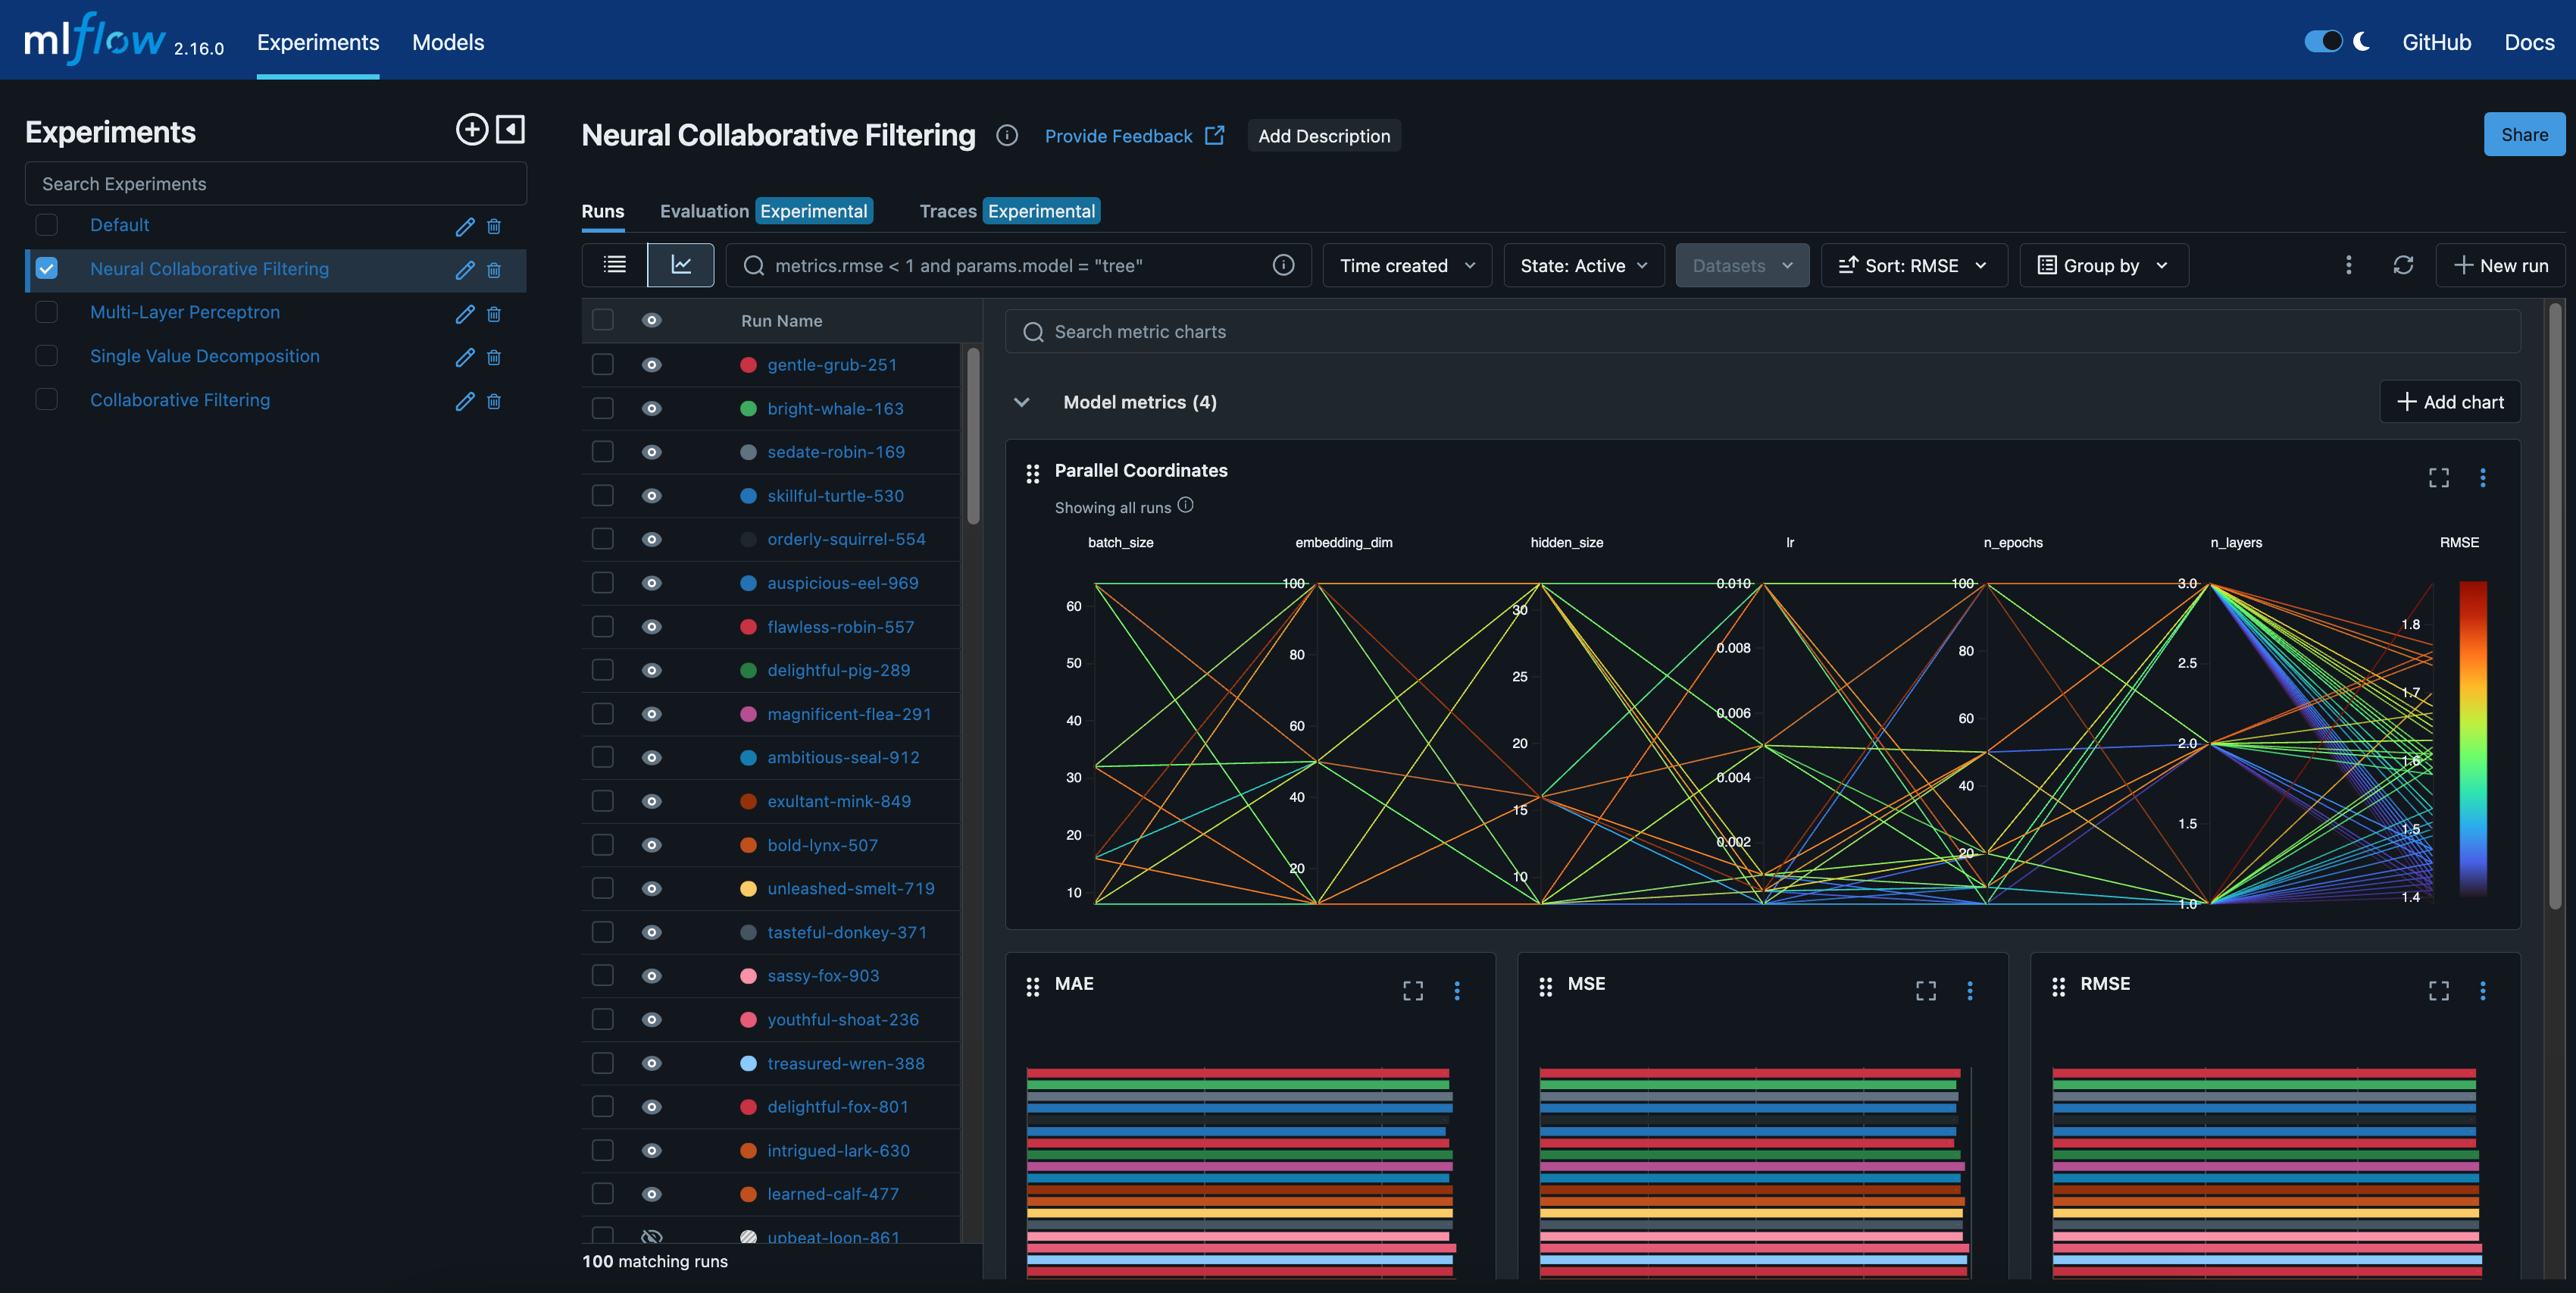 mlflow 2.16.0 Experiments Models GitHub Docs
Experiments
Search Experiments
Default
Neural Collaborative Filtering
Multi-Layer Perceptron
Single Value Decomposition
Collaborative Filtering
Neural Collaborative Filtering Provide Feedback Add Description Share
Runs Evaluation Experimental Traces Experimental
metrics.rmse < 1 and params.model = "tree" Time created State: Active Datasets Sort: RMSE Group by New run
Run Name
gentle-grub-251
bright-whale-163
sedate-robin-169
skillful-turtle-530
orderly-squirrel-554
auspicious-eel-969
flawless-robin-557
delightful-pig-289
magnificent-flea-291
ambitious-seal-912
exultant-mink-849
bold-lynx-507
unleashed-smelt-719
tasteful-donkey-371
sassy-fox-903
youthful-shoat-236
treasured-wren-388
delightful-fox-801
intrigued-lark-630
learned-calf-477
upbeat-loon-861
100 matching runs
Search metric charts
Model metrics (4) Add chart
Parallel Coordinates
Showing all runs
batch_size embedding_dim hidden_size lr n_epochs n_layers RMSE
60
50
40
30
20
10
100
80
60
40
20
30
25
20
15
10
0.010
0.008
0.006
0.004
0.002
100
80
60
40
20
3.0
2.5
2.0
1.5
1.0
1.8
1.7
1.6
1.5
1.4
MAE
MSE
RMSE